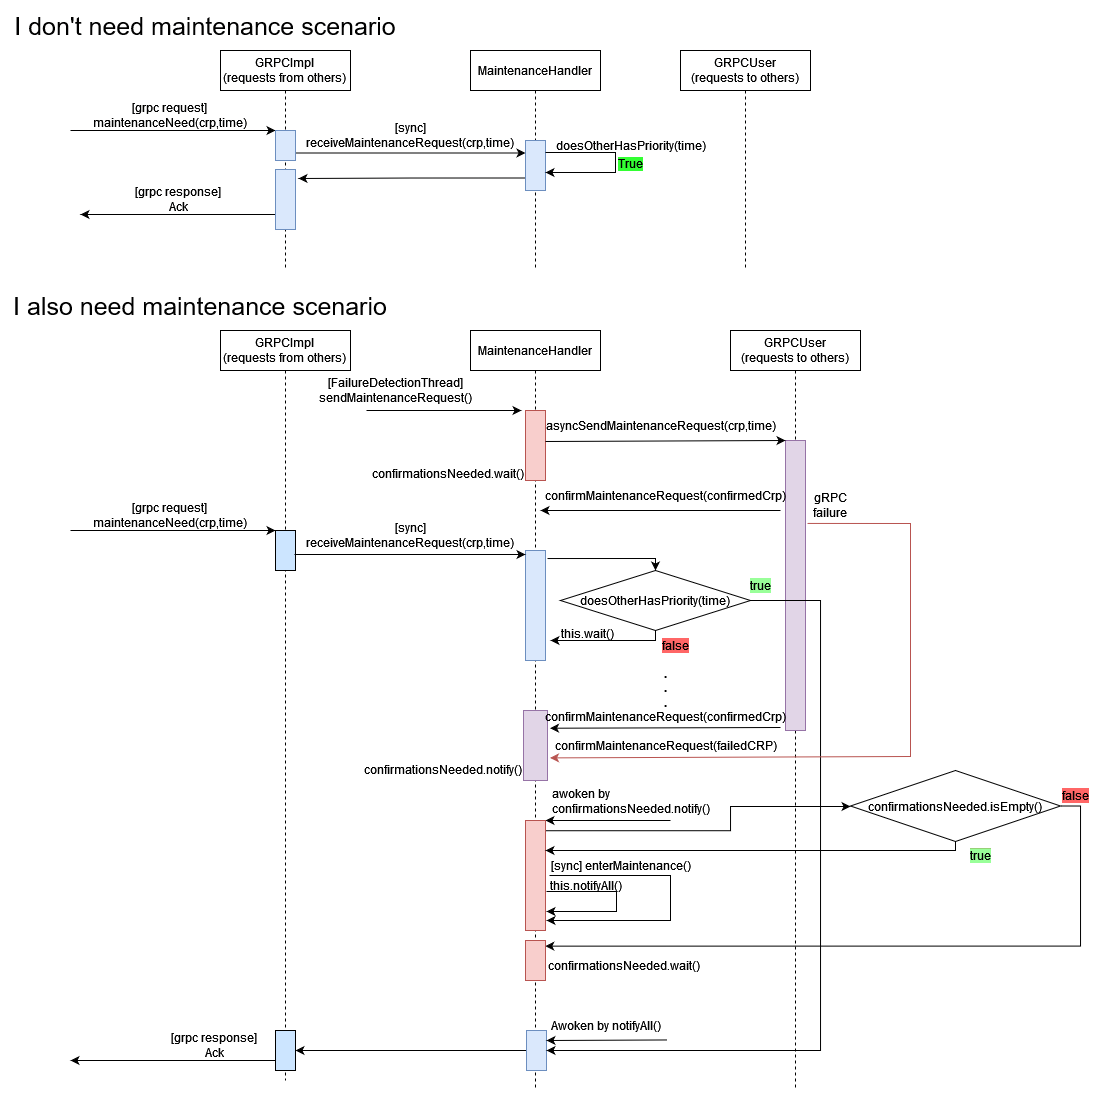 I don't need maintenance scenario
GRPCImpl
(requests from others)
MaintenanceHandler
GRPCUser
(requests to others)
[grpc request]
maintenanceNeed(crp,time)
[sync]
receiveMaintenanceRequest(crp,time)
doesOtherHasPriority(time)
True
[grpc response]
Ack
I also need maintenance scenario
GRPCImpl
(requests from others)
MaintenanceHandler
GRPCUser
(requests to others)
[FailureDetectionThread]
sendMaintenanceRequest()
asyncSendMaintenanceRequest(crp,time)
confirmationsNeeded.wait()
confirmMaintenanceRequest(confirmedCrp)
gRPC
failure
[grpc request]
maintenanceNeed(crp,time)
[sync]
receiveMaintenanceRequest(crp,time)
doesOtherHasPriority(time)
true
this.wait()
false
.
.
.
confirmMaintenanceRequest(confirmedCrp)
confirmMaintenanceRequest(failedCRP)
confirmationsNeeded.notify()
awoken by
confirmationsNeeded.notify()
confirmationsNeeded.isEmpty()
false
true
[sync] enterMaintenance()
this.notifyAll()
confirmationsNeeded.wait()
Awoken by notifyAll()
[grpc response]
Ack